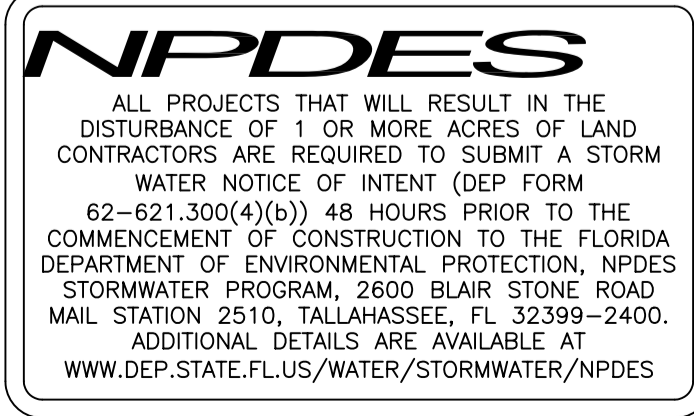 NPDES
ALL PROJECTS THAT WILL RESULT IN THE
DISTURBANCE OF 1 OR MORE ACRES OF LAND
CONTRACTORS ARE REQUIRED TO SUBMIT A STORM
WATER NOTICE OF INTENT (DEP FORM
62-621.300(4)(b)) 48 HOURS PRIOR TO THE
COMMENCEMENT OF CONSTRUCTION TO THE FLORIDA
DEPARTMENT OF ENVIRONMENTAL PROTECTION, NPDES
STORMWATER PROGRAM, 2600 BLAIR STONE ROAD
MAIL STATION 2510, TALLAHASSEE, FL 32399-2400.
ADDITIONAL DETAILS ARE AVAILABLE AT
WWW.DEP.STATE.FL.US/WATER/STORMWATER/NPDES